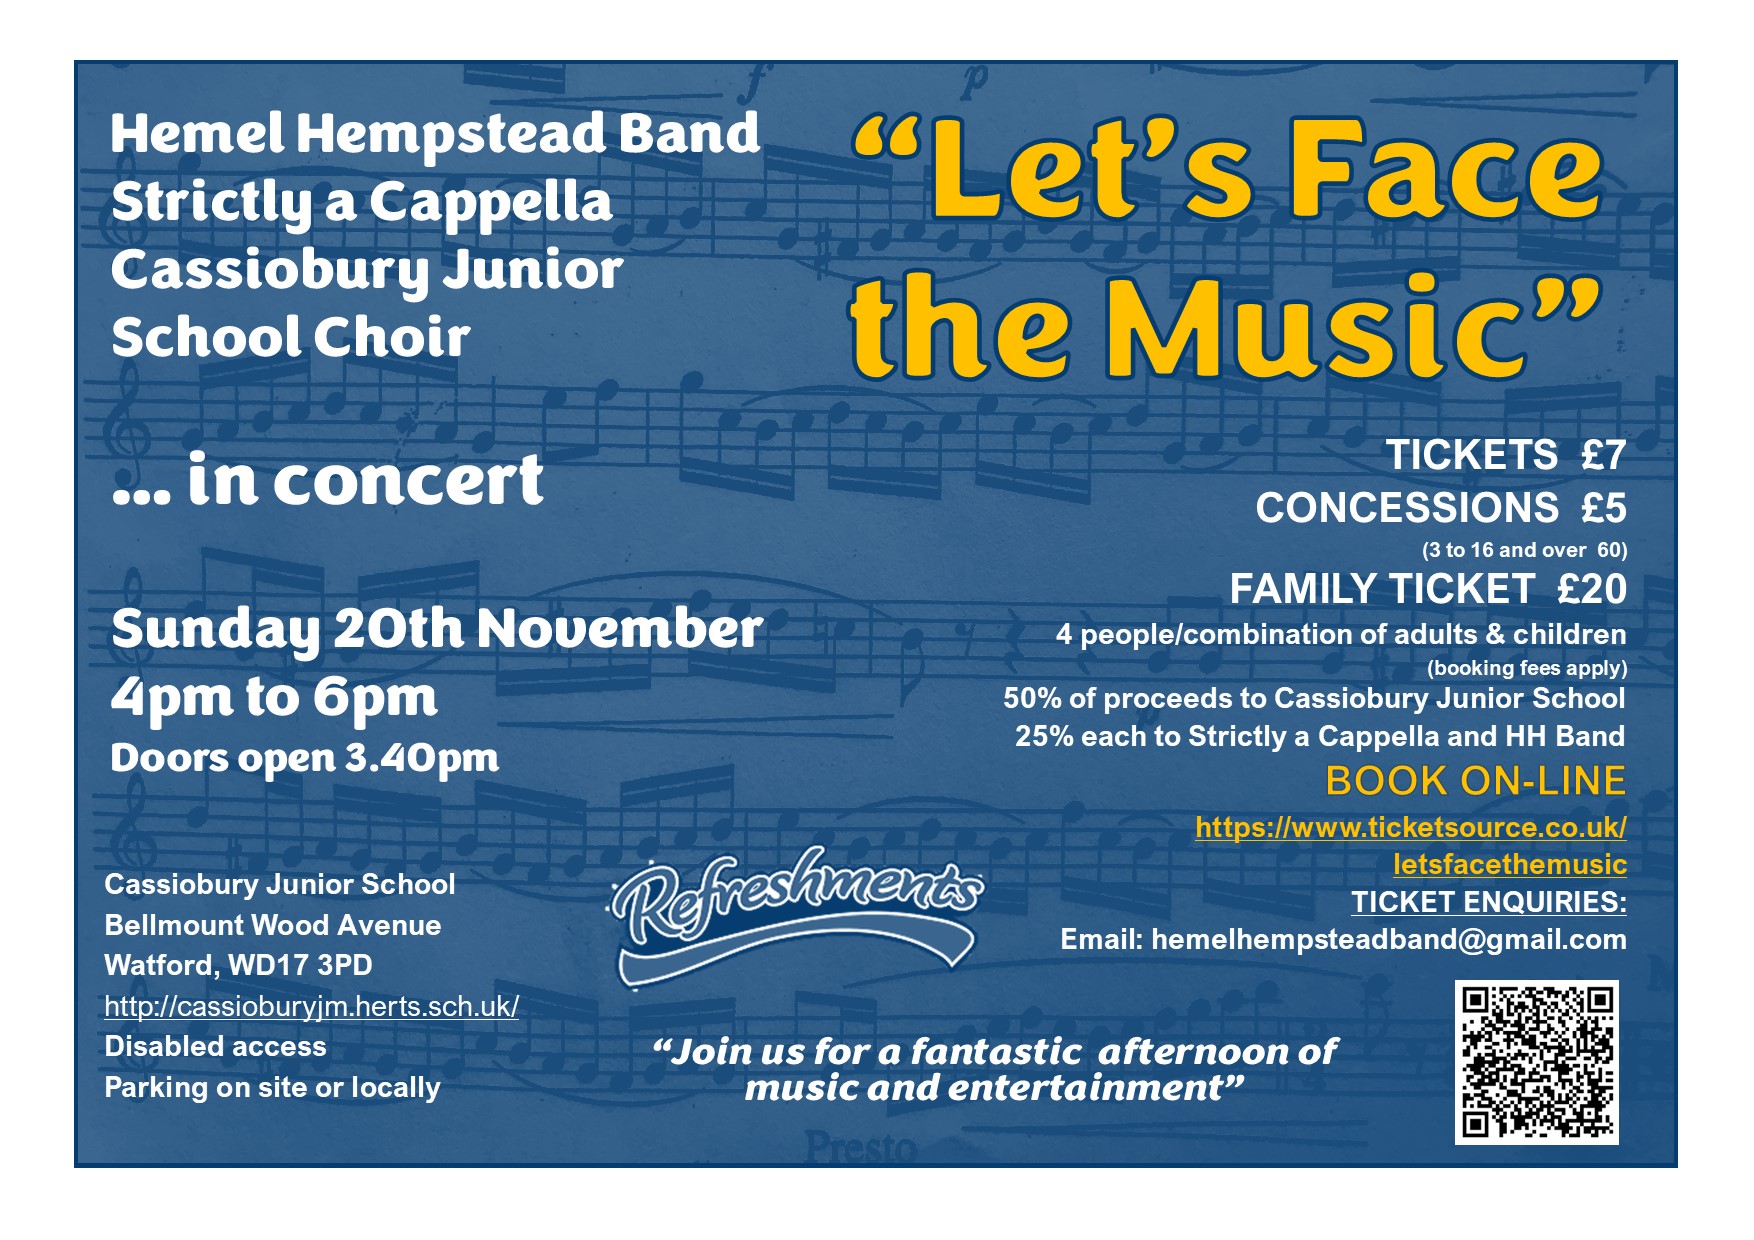 Hemel Hempstead Band
Strictly a Cappella
Cassiobury Junior
School Choir
... in concert
Sunday 20th November
4pm to 6pm
Doors open 3.40pm
Cassiobury Junior School
Bellmount Wood Avenue
Watford, WD17 3PD
http://cassioburyjm.herts.sch.uk/
Disabled access
Parking on site or locally
f
p
“Let’s Face
the Music”
TICKETS £7
CONCESSIONS £5
(3 to 16 and over 60)
FAMILY TICKET £20
4 people/combination of adults & children
(booking fees apply)
50% of proceeds to Cassiobury Junior School
25% each to Strictly a Cappella and HH Band
BOOK ON-LINE
https://www.ticketsource.co.uk/
letsfacethemusic
TICKET ENQUIRIES:
Email: hemelhempsteadband@gmail.com
Refreshments
“Join us for a fantastic afternoon of
music and entertainment”
Presto